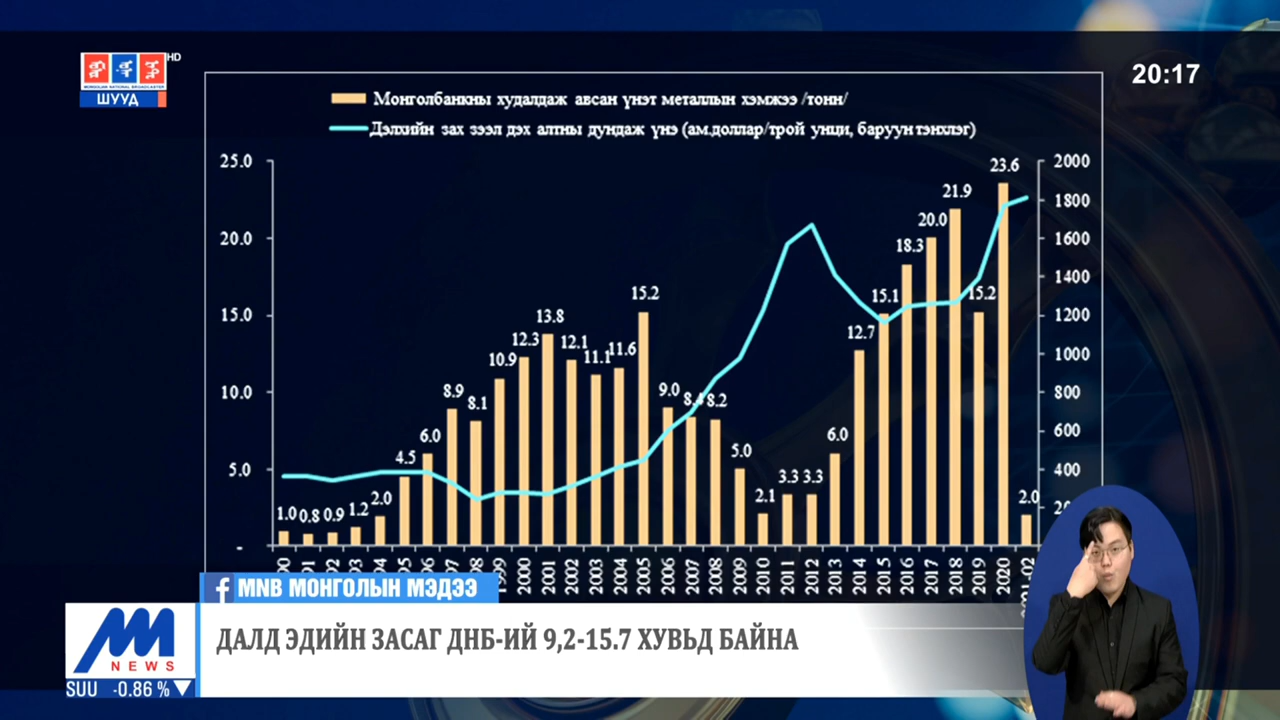 HD
MONGOLIAN NATIONAL BROADCASTER
ШУУД
20:17
Монголбанкны худалдаж авсан үнэт металлын хэмжээ /тонн/
Дэлхийн зах зээл дэх алтны дундаж үнэ (ам.доллар/трой унци, баруун тэнхлэг)
25.0
20.0
15.0
10.0
5.0
-
2000
1800
1600
1400
1200
1000
800
600
400
1.0 0.8 0.9 1.2 2.0 4.5 6.0 8.9 8.1 10.9 12.3 13.8 12.1 11.1 11.6 15.2 9.0 8.4 8.2 5.0 2.1 3.3 3.3 6.0 12.7 15.1 18.3 20.0 21.9 15.2 23.6 2.0
2000 2001 2002 2003 2004 2005 2006 2007 2008 2009 2010 2011 2012 2013 2014 2015 2016 2017 2018 2019 2020
MNB МОНГОЛЫН МЭДЭЭ
ДАЛД ЭДИЙН ЗАСАГ ДНБ-ИЙ 9,2-15.7 ХУВЬД БАЙНА
NEWS
SUU -0.86 %